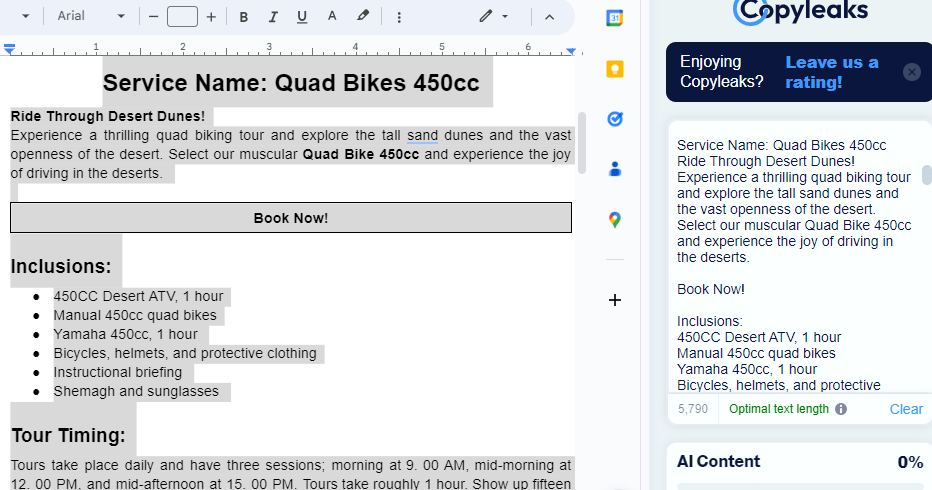 Arial
1 2 3 4 5 6
Service Name: Quad Bikes 450cc
Ride Through Desert Dunes!
Experience a thrilling quad biking tour and explore the tall sand dunes and the vast
openness of the desert. Select our muscular Quad Bike 450cc and experience the joy
of driving in the deserts.
Book Now!
Inclusions:
450CC Desert ATV, 1 hour
Manual 450cc quad bikes
Yamaha 450cc, 1 hour
Bicycles, helmets, and protective clothing
Instructional briefing
Shemagh and sunglasses
Tour Timing:
Tours take place daily and have three sessions; morning at 9. 00 AM, mid-morning at
12. 00 PM, and mid-afternoon at 15. 00 PM. Tours take roughly 1 hour. Show up fifteen
31
Copyleaks
Enjoying
Copyleaks?
Leave us a
rating!
Service Name: Quad Bikes 450cc
Ride Through Desert Dunes!
Experience a thrilling quad biking tour
and explore the tall sand dunes and
the vast openness of the desert.
Select our muscular Quad Bike 450cc
and experience the joy of driving in
the deserts.
Book Now!
Inclusions:
450CC Desert ATV, 1 hour
Manual 450cc quad bikes
Yamaha 450cc, 1 hour
Bicycles, helmets, and protective
5,790 Optimal text length Clear
AI Content 0%